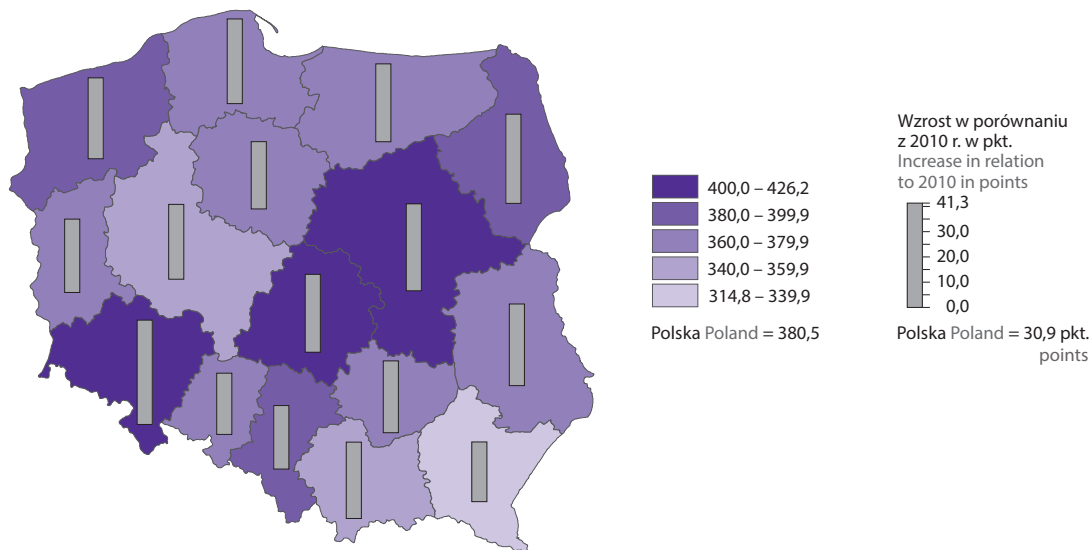 400,0 – 426,2
380,0 – 399,9
360,0 – 379,9
340,0 – 359,9
314,8 – 339,9
Polska Poland = 380,5
Wzrost w porównaniu
z 2010 r. w pkt.
Increase in relation
to 2010 in points
41,3
30,0
20,0
10,0
0,0
Polska Poland = 30,9 pkt.
points